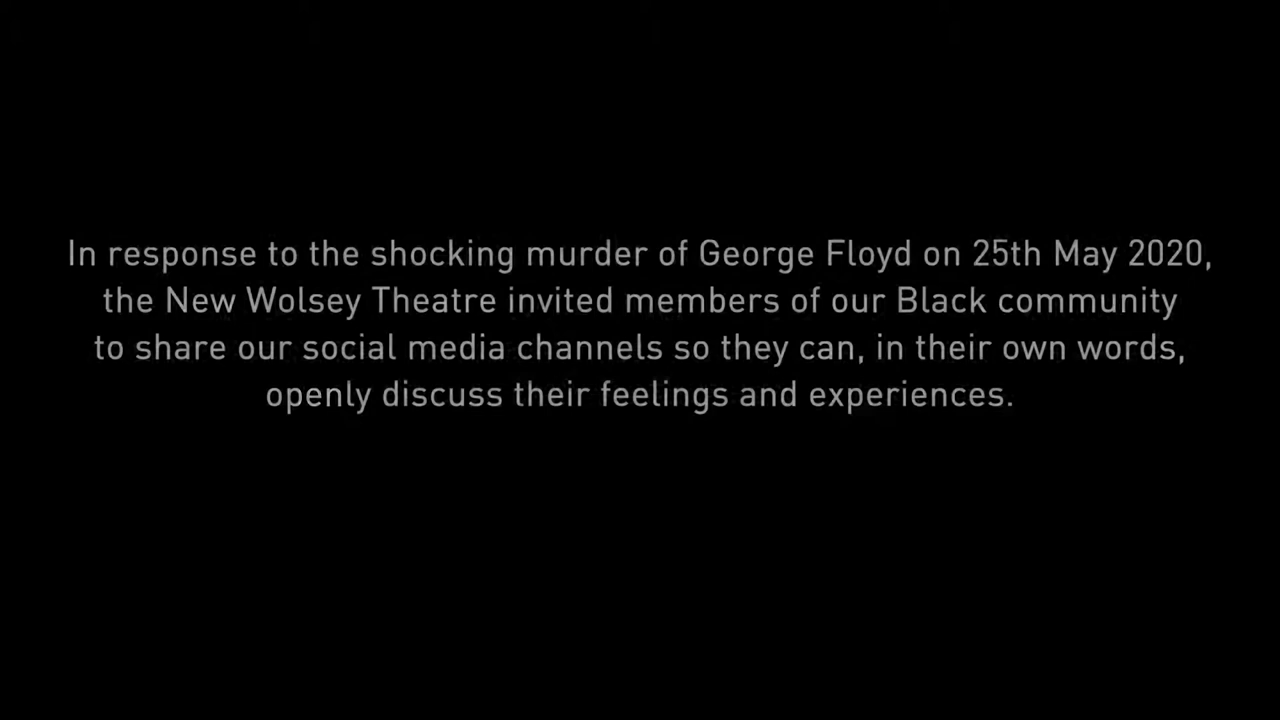 In response to the shocking murder of George Floyd on 25th May 2020,
the New Wolsey Theatre invited members of our Black community
to share our social media channels so they can, in their own words,
openly discuss their feelings and experiences.